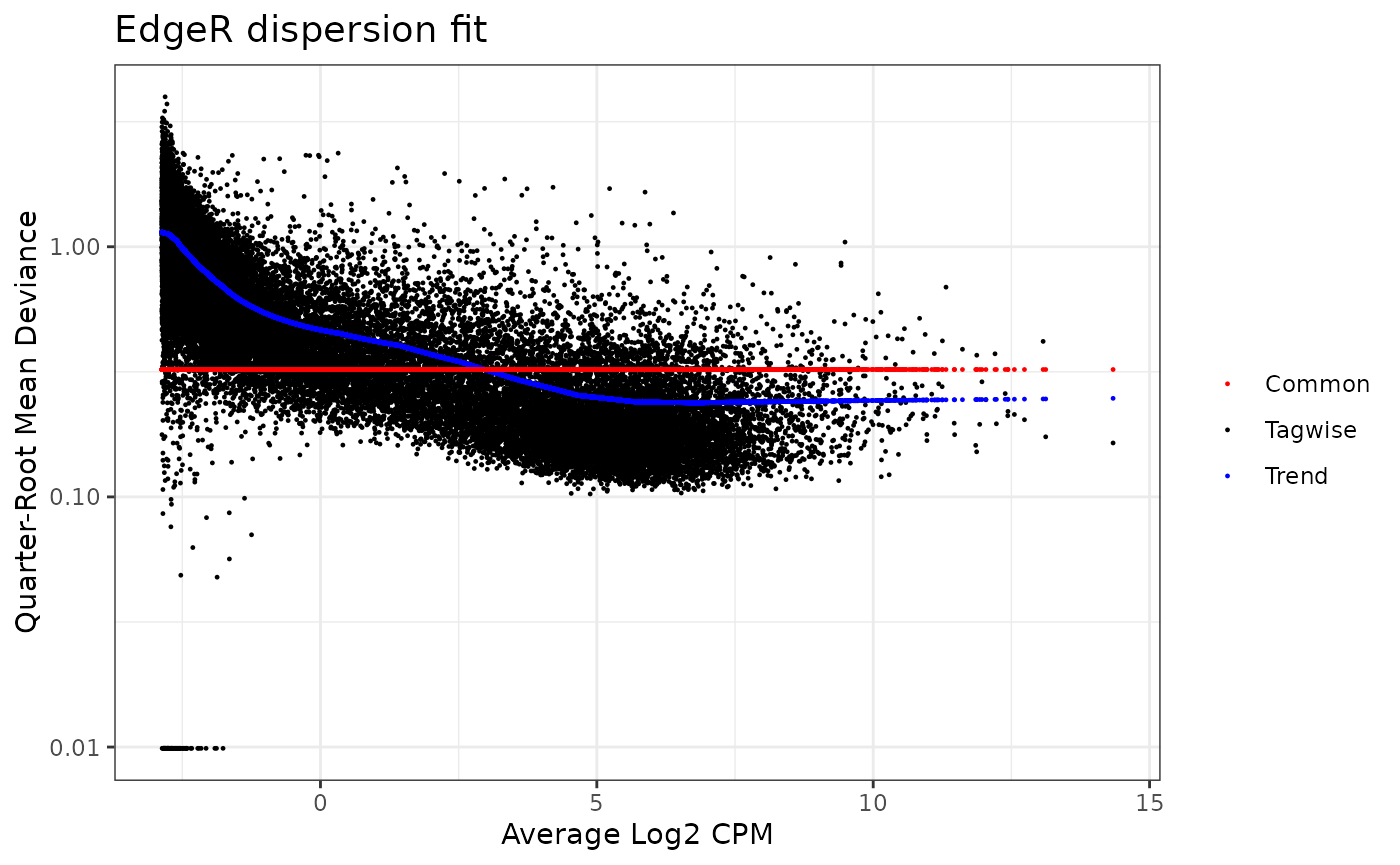 EdgeR dispersion fit
Quarter-Root Mean Deviance
1.00
0.10
0.01
0
5
10
15
Average Log2 CPM
Common
Tagwise
Trend